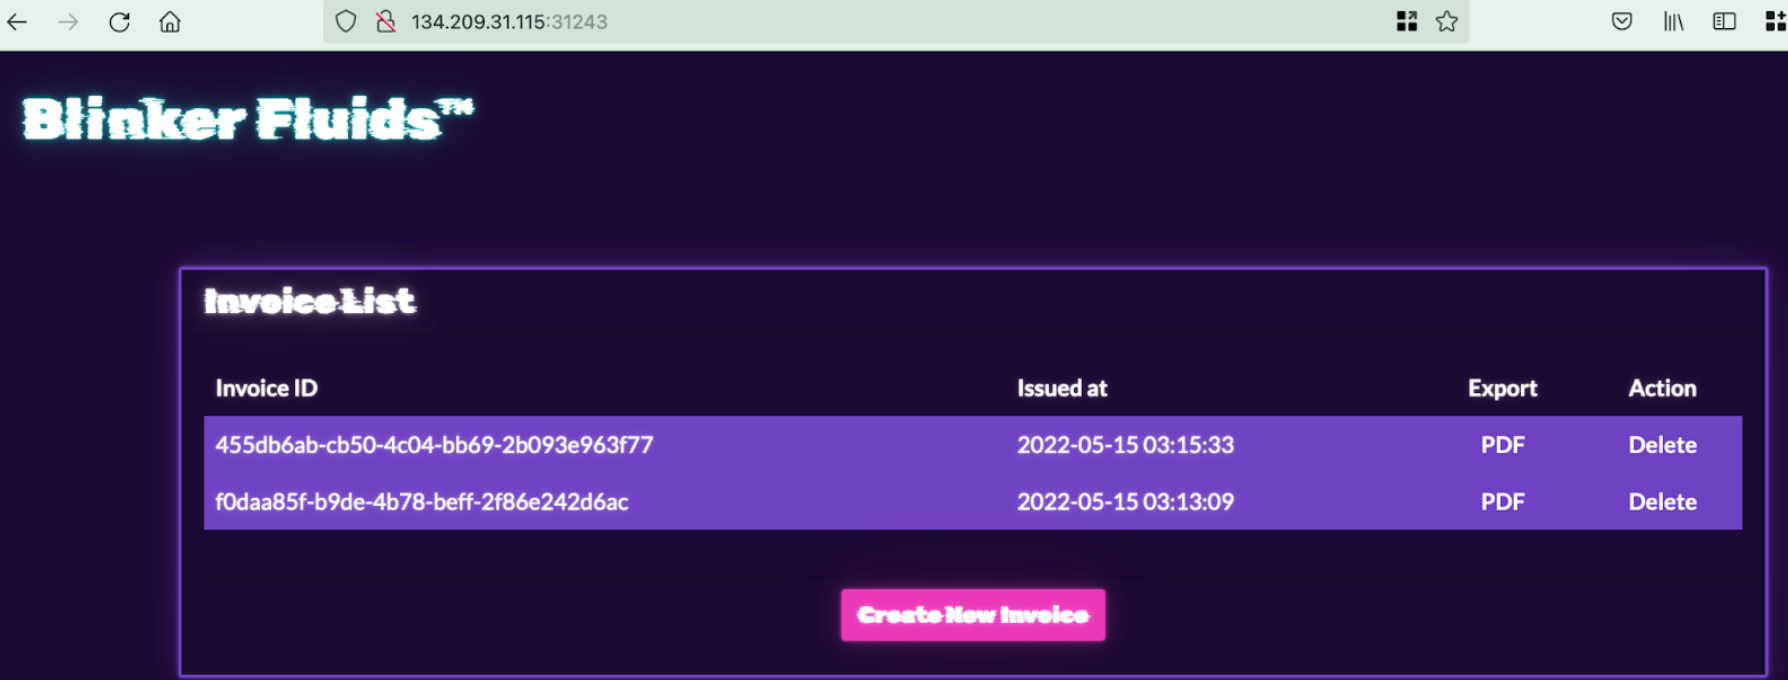 134.209.31.115:31243
Blinker Fluids™
Invoice List
Invoice ID Issued at Export Action
455db6ab-cb50-4c04-bb69-2b093e963f77 2022-05-15 03:15:33 PDF Delete
f0daa85f-b9de-4b78-beff-2f86e242d6ac 2022-05-15 03:13:09 PDF Delete
Create New Invoice